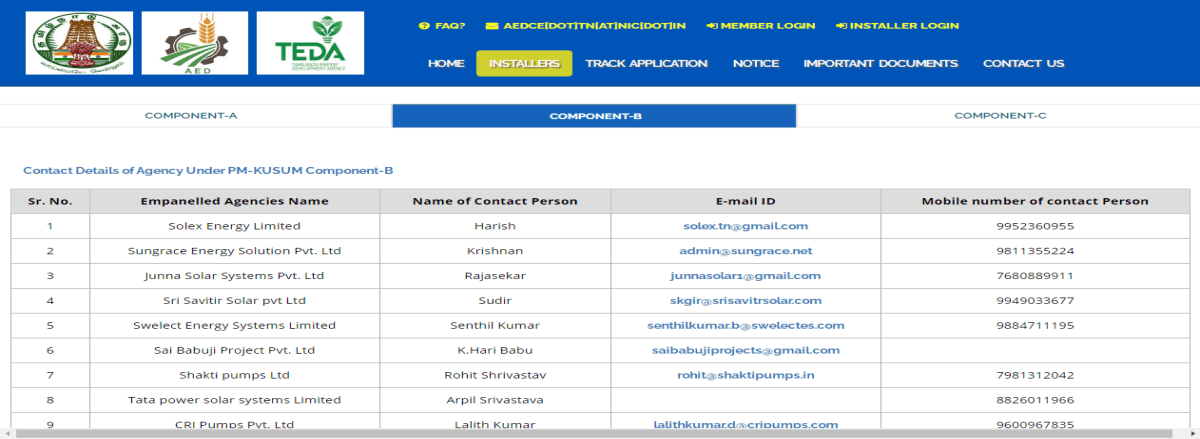 FAQ? AEDCE[DOT]TN[AT]NIC[DOT]IN MEMBER LOGIN INSTALLER LOGIN
AED
TEDA
TAMILNADU ENERGY
DEVELOPMENT AGENCY
HOME INSTALLERS TRACK APPLICATION NOTICE IMPORTANT DOCUMENTS CONTACT US
COMPONENT-A COMPONENT-B COMPONENT-C
Contact Details of Agency Under PM-KUSUM Component-B
Sr. No. Empanelled Agencies Name Name of Contact Person E-mail ID Mobile number of contact Person
1 Solex Energy Limited Harish solex.tn@gmail.com 9952360955
2 Sungrace Energy Solution Pvt. Ltd Krishnan admin@sungrace.net 9811355224
3 Junna Solar Systems Pvt. Ltd Rajasekar junnasolar1@gmail.com 7680889911
4 Sri Savitir Solar pvt Ltd Sudir skgir@srisavitrsolar.com 9949033677
5 Swelect Energy Systems Limited Senthil Kumar senthilkumar.b@swelectes.com 9884711195
6 Sai Babuji Project Pvt. Ltd K.Hari Babu saibabujiprojects@gmail.com
7 Shakti pumps Ltd Rohit Shrivastav rohit@shaktipumps.in 7981312042
8 Tata power solar systems Limited Arpil Srivastava 8826011966
9 CRI Pumps Pvt. Ltd Lalith Kumar lalithkumar.d@cripumps.com 9600967835